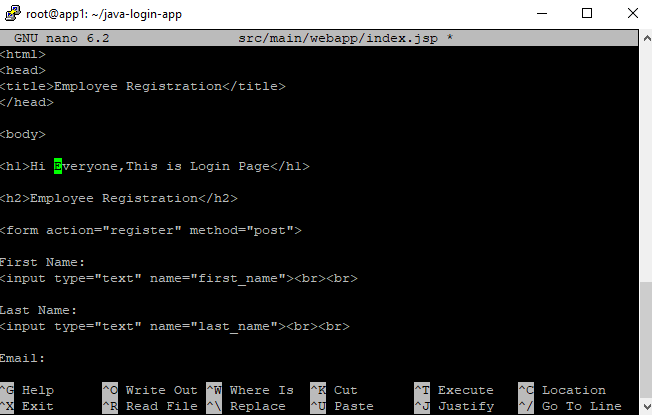 root@app1: ~/java-login-app
GNU nano 6.2 src/main/webapp/index.jsp *
<html>
<head>
<title>Employee Registration</title>
</head>
<body>
<h1>Hi Everyone,This is Login Page</h1>
<h2>Employee Registration</h2>
<form action="register" method="post">
First Name:
<input type="text" name="first_name"><br><br>
Last Name:
<input type="text" name="last_name"><br><br>
Email:
^G Help ^O Write Out ^W Where Is ^K Cut ^T Execute ^C Location
^X Exit ^R Read File ^\ Replace ^U Paste ^J Justify ^/ Go To Line